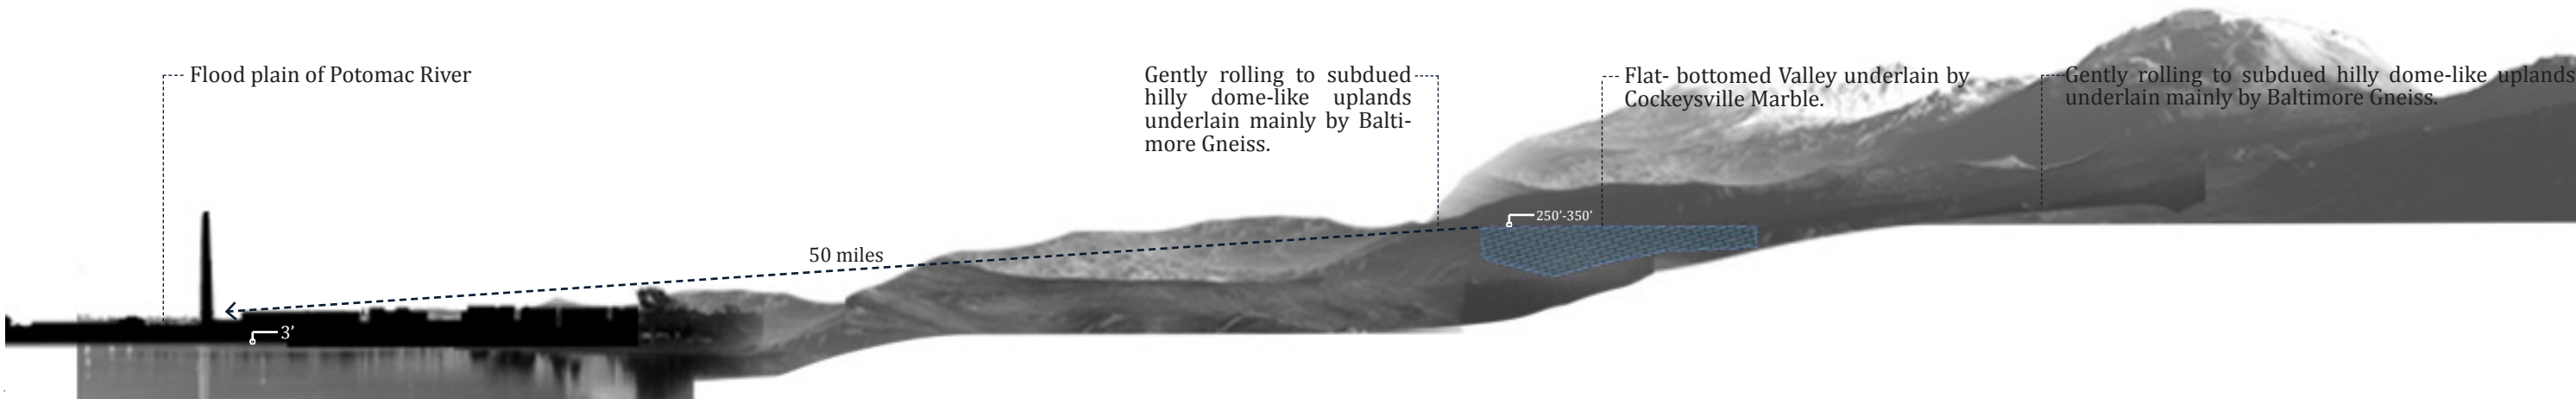 Flood plain of Potomac River
Gently rolling to subdued
hilly dome-like uplands
underlain mainly by Balti-
more Gneiss.
Flat- bottomed Valley underlain by
Cockeysville Marble.
Gently rolling to subdued hilly dome-like uplands
underlain mainly by Baltimore Gneiss.
250’-350’
50 miles
3’